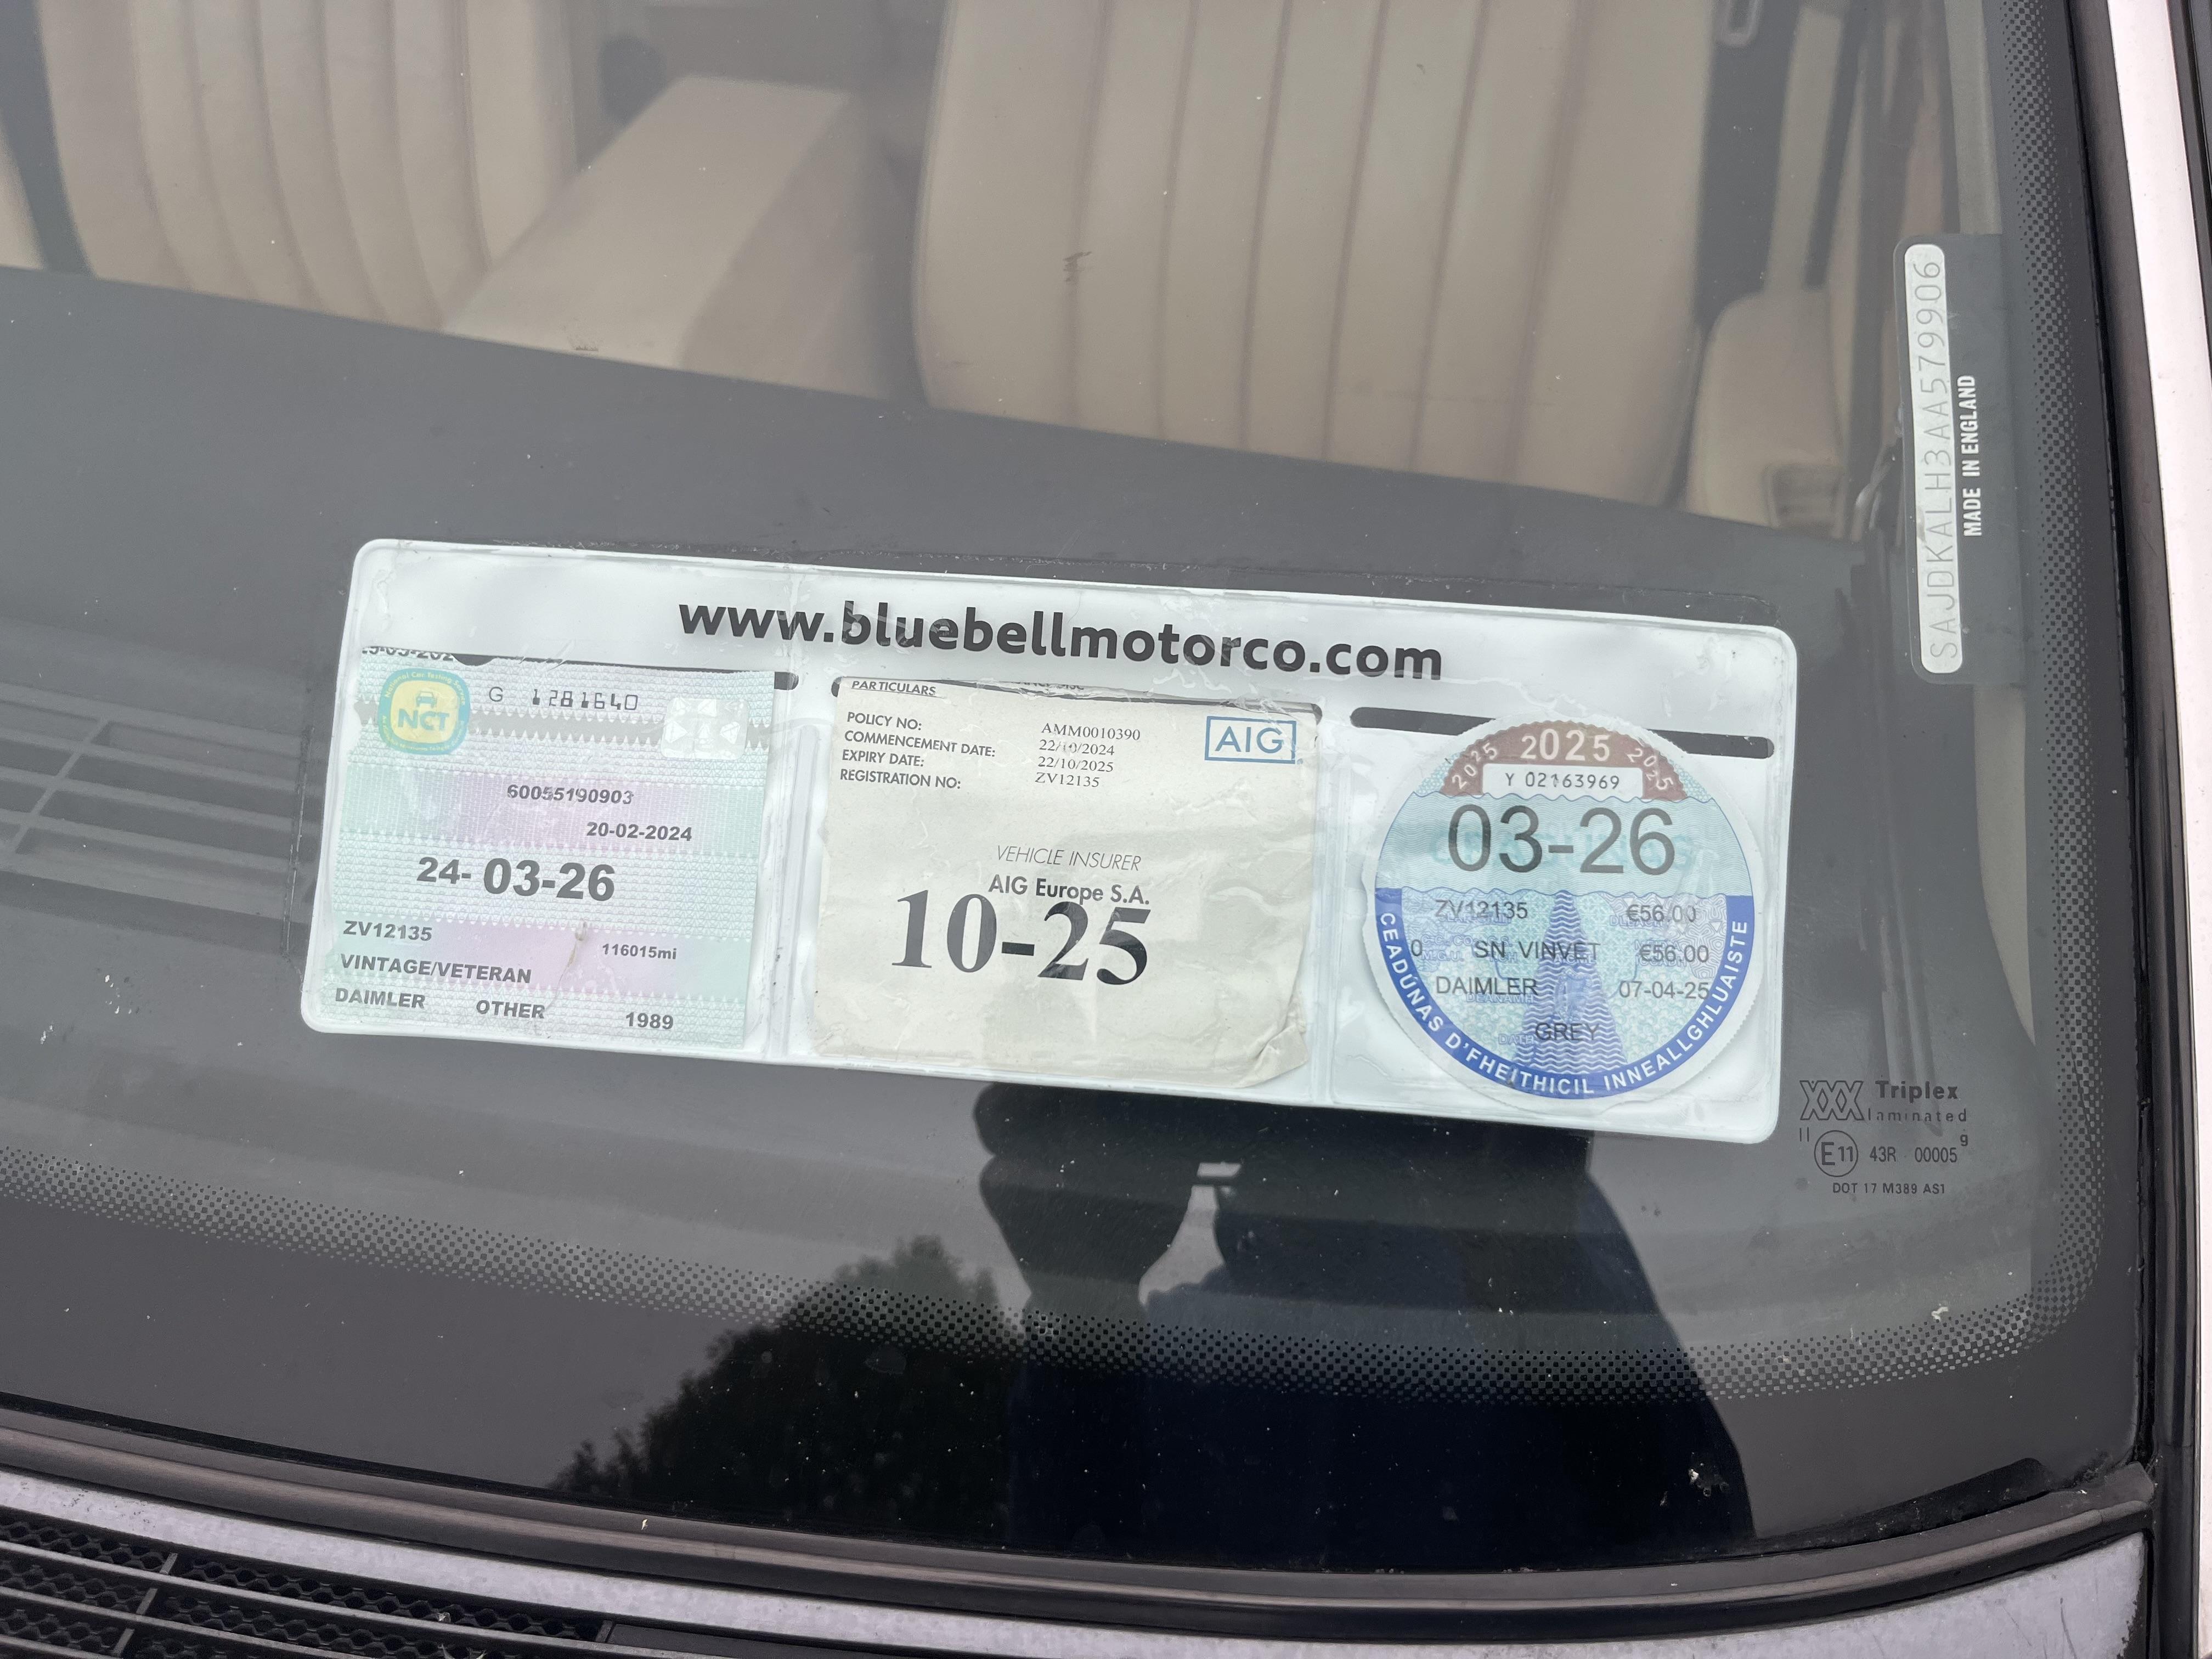 www.bluebellmotorco.com
NCT
G 1281640
60055190903
20-02-2024
24-03-26
ZV12135
116015mi
VINTAGE/VETERAN
DAIMLER OTHER 1989
PARTICULARS
AIG
POLICY NO: AMM0010390
COMMENCEMENT DATE: 22/10/2024
EXPIRY DATE: 22/10/2025
REGISTRATION NO: ZV12135
VEHICLE INSURER
AIG Europe S.A.
10-25
2025 2025 2025
Y 02163969
03-26
ZV12135 €56.00
0 SN VINVET €56.00
DAIMLER 07-04-25
GREY
CEADÚNAS D'FHEITHICIL INNEALLGHLUAISTE
SAJDKALH3AA579906
MADE IN ENGLAND
XXX Triplex
laminated
II g
E11 43R 00005
DOT 17 M389 AS1